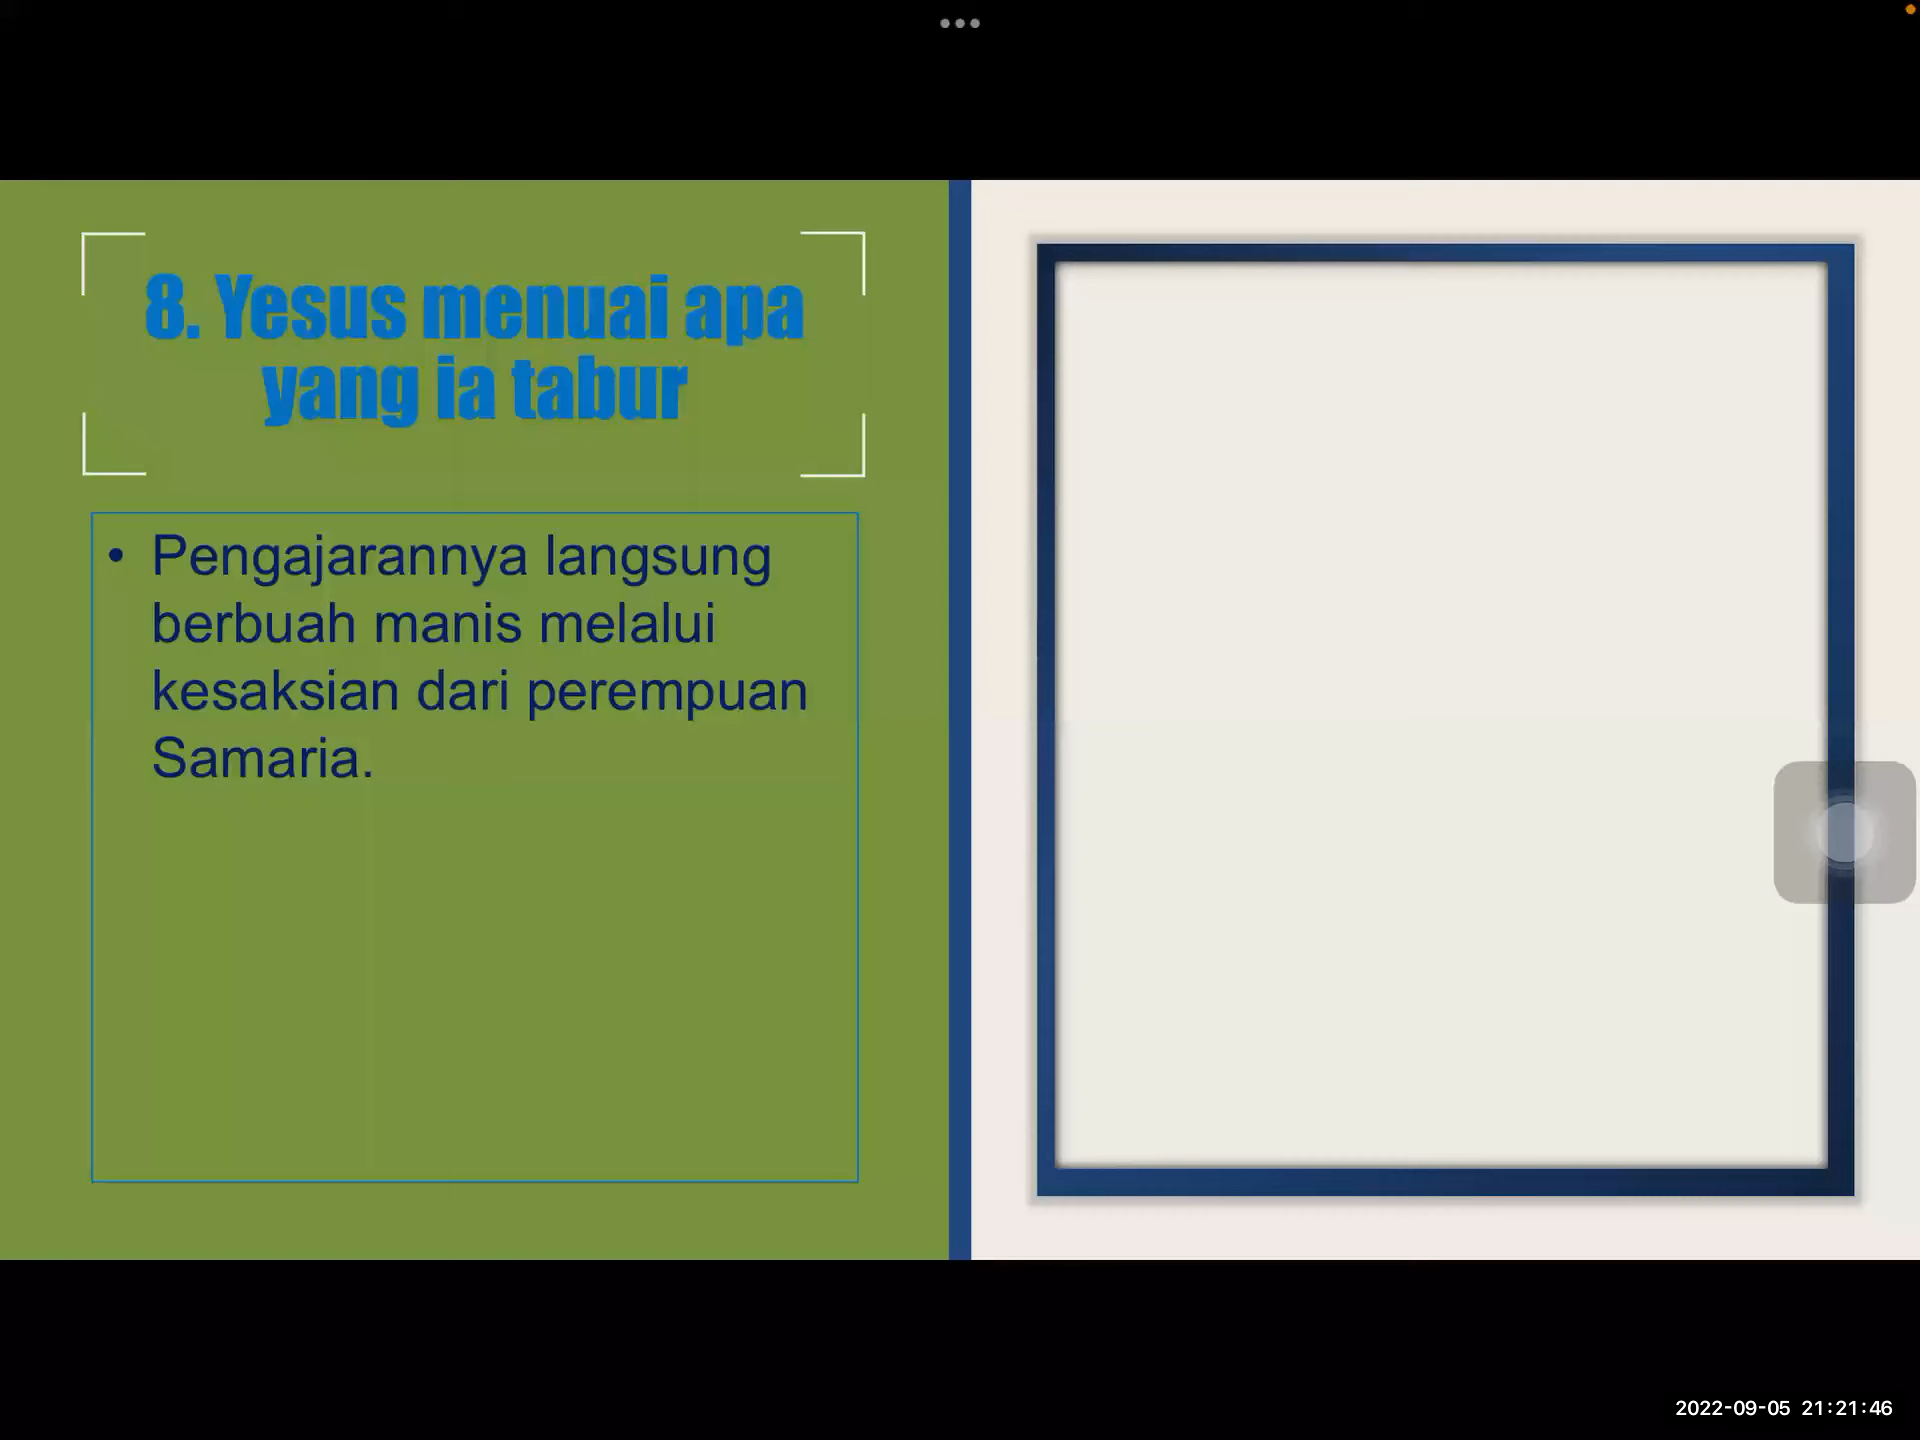 8. Yesus menuai apa
yang ia tabur
• Pengajarannya langsung
berbuah manis melalui
kesaksian dari perempuan
Samaria.
2022-09-05 21:21:46